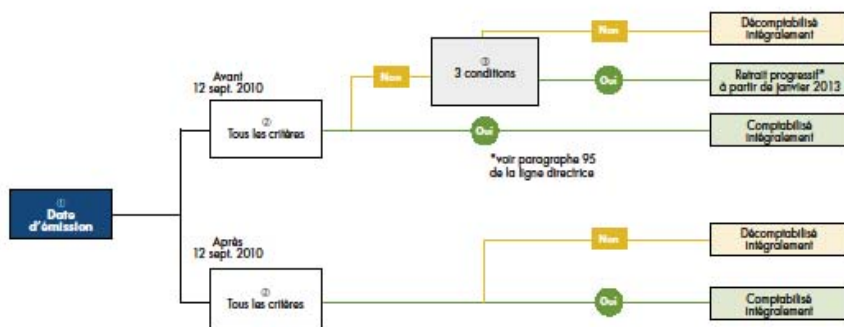 ①
Date
d'émission
Avant
12 sept. 2010
②
Tous les critères
Non
③
3 conditions
Non
Décomptabilisé
intégralement
Oui
Retrait progressif*
à partir de janvier 2013
Oui
Comptabilisé
intégralement
*voir paragraphe 95
de la ligne directrice
Après
12 sept. 2010
②
Tous les critères
Non
Décomptabilisé
intégralement
Oui
Comptabilisé
intégralement